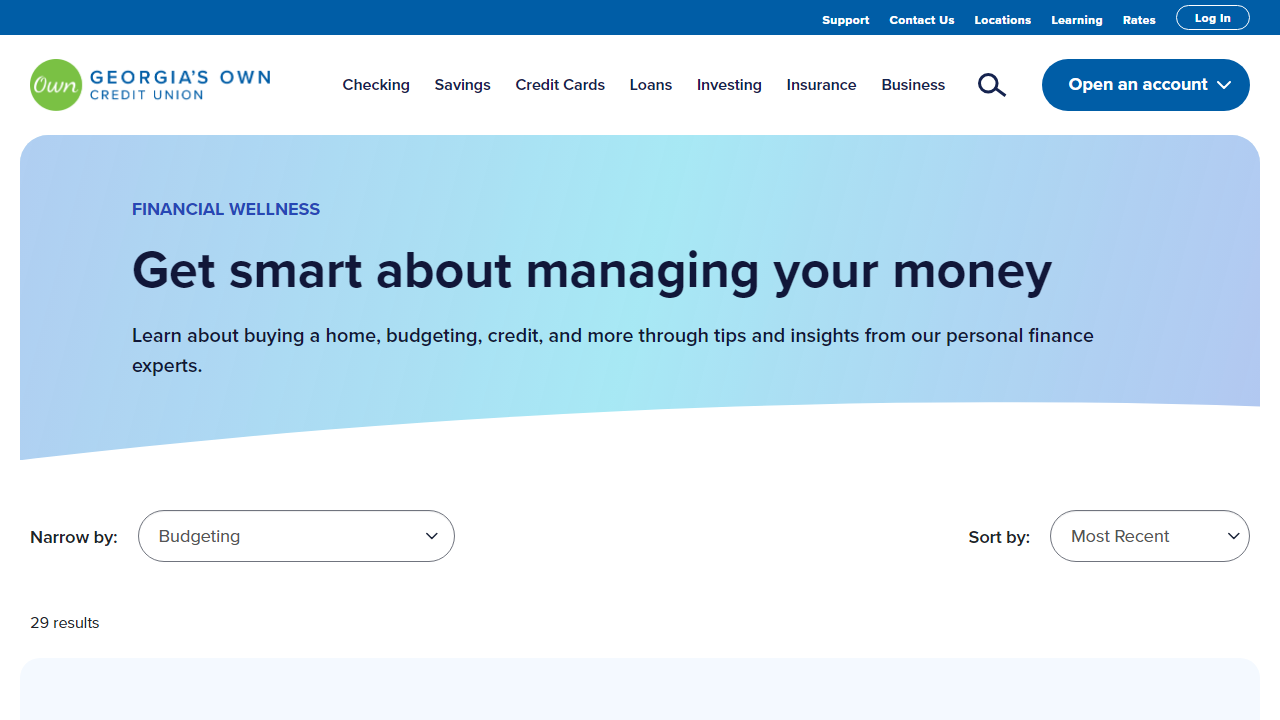 Support Contact Us Locations Learning Rates Log In
Own GEORGIA'S OWN
CREDIT UNION
Checking Savings Credit Cards Loans Investing Insurance Business Open an account
FINANCIAL WELLNESS
Get smart about managing your money
Learn about buying a home, budgeting, credit, and more through tips and insights from our personal finance
experts.
Narrow by: Budgeting Sort by: Most Recent
29 results